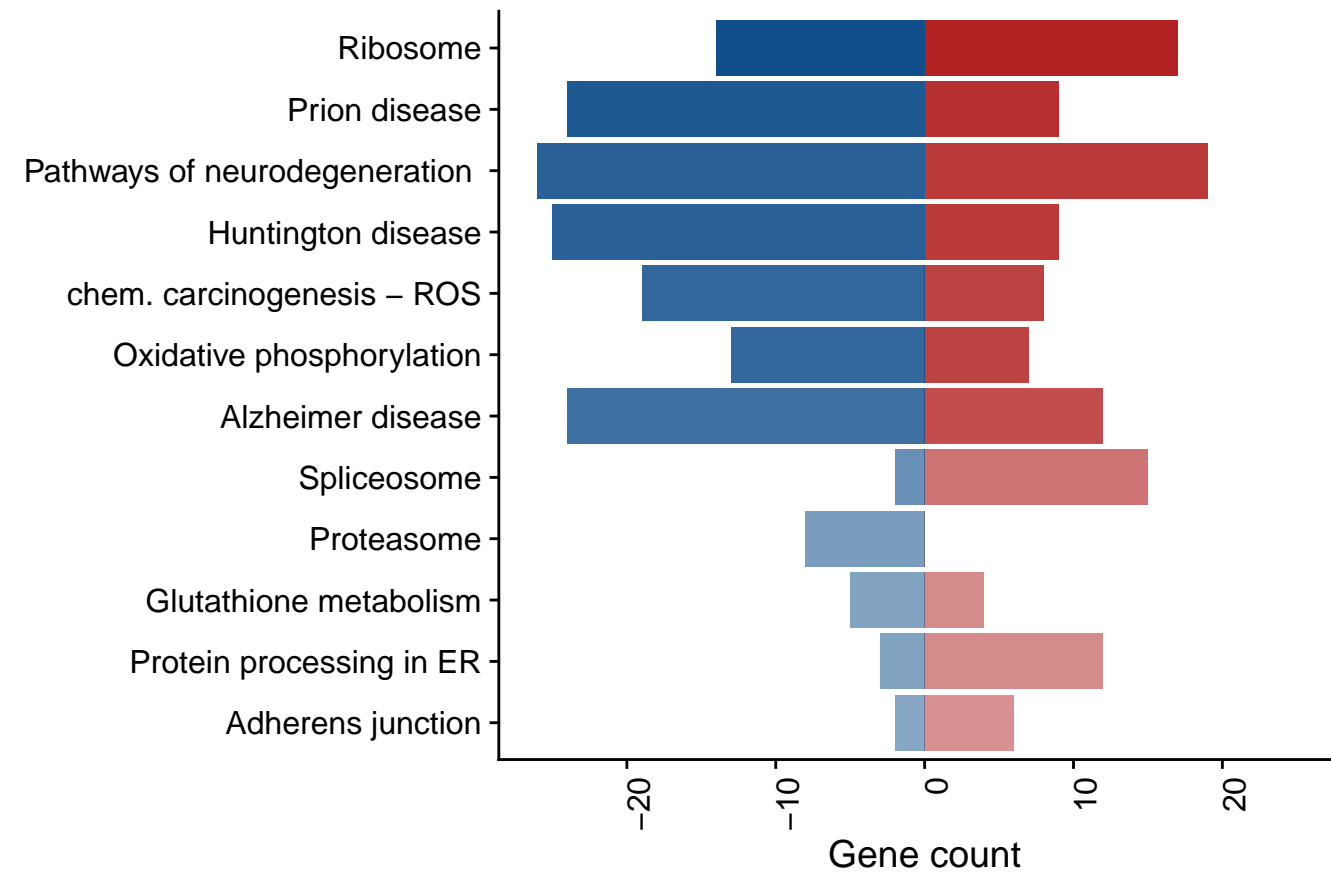 Ribosome
Prion disease
Pathways of neurodegeneration
Huntington disease
chem. carcinogenesis – ROS
Oxidative phosphorylation
Alzheimer disease
Spliceosome
Proteasome
Glutathione metabolism
Protein processing in ER
Adherens junction
−20
−10
0
10
20
Gene count